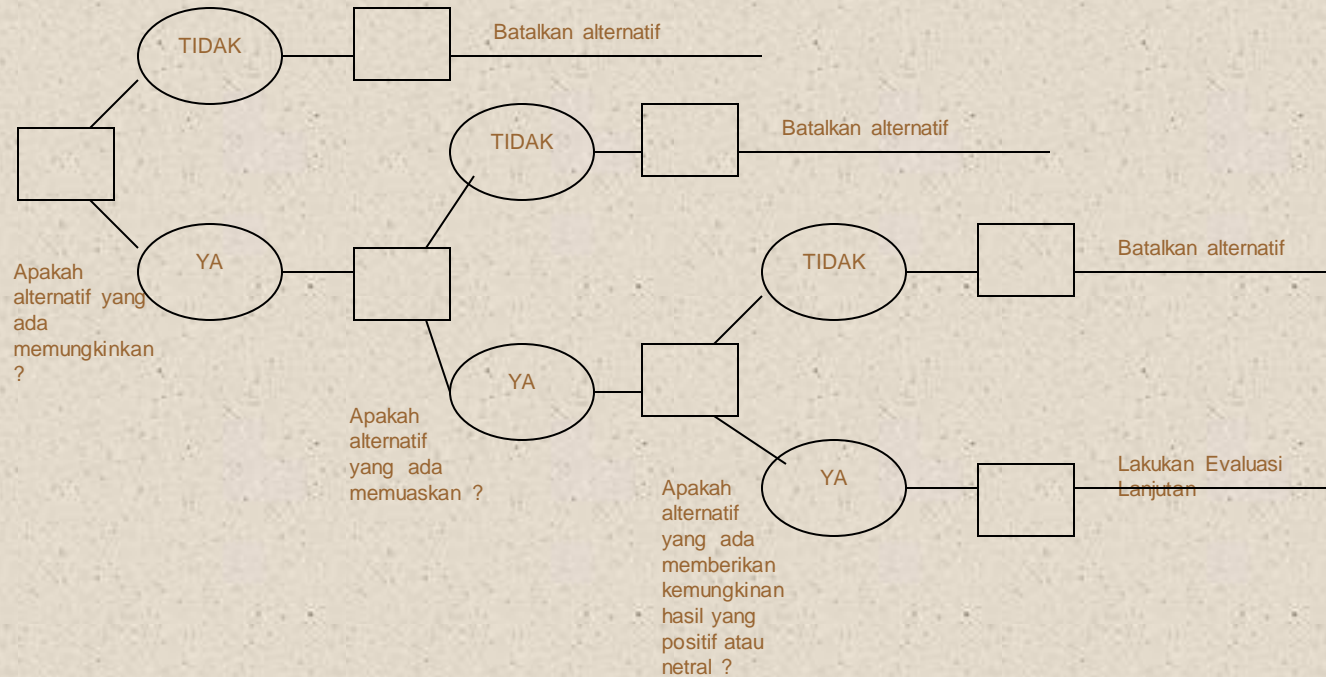 TIDAK
Batalkan alternatif
TIDAK
Batalkan alternatif
YA
Apakah
alternatif yang
ada
memungkinkan
?
TIDAK
Batalkan alternatif
YA
Apakah
alternatif
yang ada
memuaskan ?
YA
Lakukan Evaluasi
Lanjutan
Apakah
alternatif
yang ada
memberikan
kemungkinan
hasil yang
positif atau
netral ?